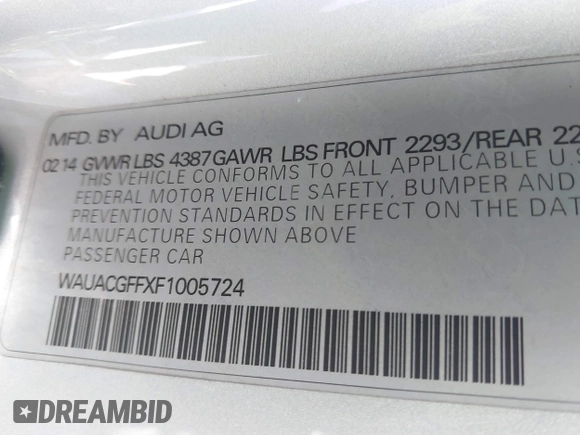 MFD. BY AUDI AG
02 14 GVWR LBS 4387 GAWR LBS FRONT 2293/REAR 22
THIS VEHICLE CONFORMS TO ALL APPLICABLE U.S
FEDERAL MOTOR VEHICLE SAFETY, BUMPER AND
PREVENTION STANDARDS IN EFFECT ON THE DAT
MANUFACTURE SHOWN ABOVE
PASSENGER CAR
WAUACGFFXF1005724
DREAMBID